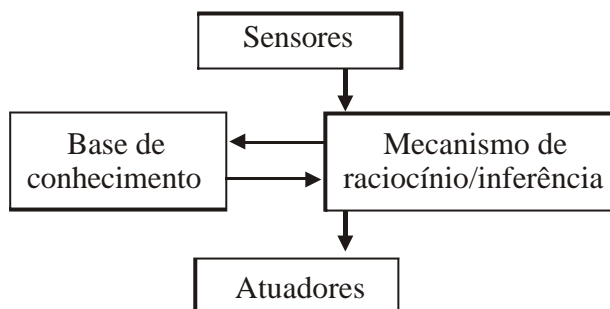 Sensores
Base de
conhecimento
Mecanismo de
raciocínio/inferência
Atuadores